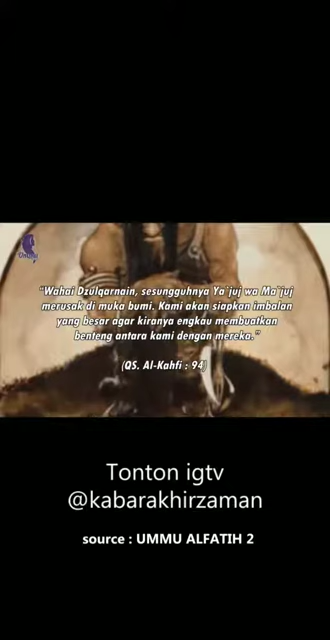 Ummu
"Wahai Dzulqarnain, sesungguhnya Ya'juj wa Ma'juj
merusak di muka bumi. Kami akan siapkan imbalan
yang besar agar kiranya engkau membuatkan
benteng antara kami dengan mereka."
(QS. Al-Kahfi : 94)
Tonton igtv
@kabarakhirzaman
source : UMMU ALFATIH 2